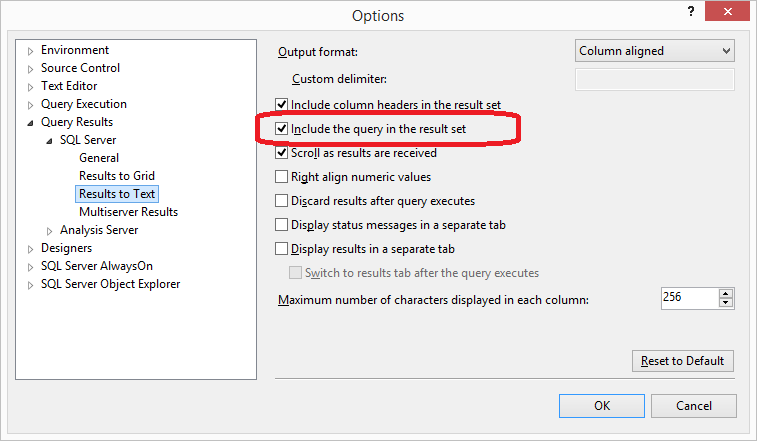 Options
?
Environment
Source Control
Text Editor
Query Execution
Query Results
SQL Server
General
Results to Grid
Results to Text
Multiserver Results
Analysis Server
Designers
SQL Server AlwaysOn
SQL Server Object Explorer
Output format:
Column aligned
Custom delimiter:
Include column headers in the result set
Include the query in the result set
Scroll as results are received
Right align numeric values
Discard results after query executes
Display status messages in a separate tab
Display results in a separate tab
Switch to results tab after the query executes
Maximum number of characters displayed in each column:
256
Reset to Default
OK
Cancel